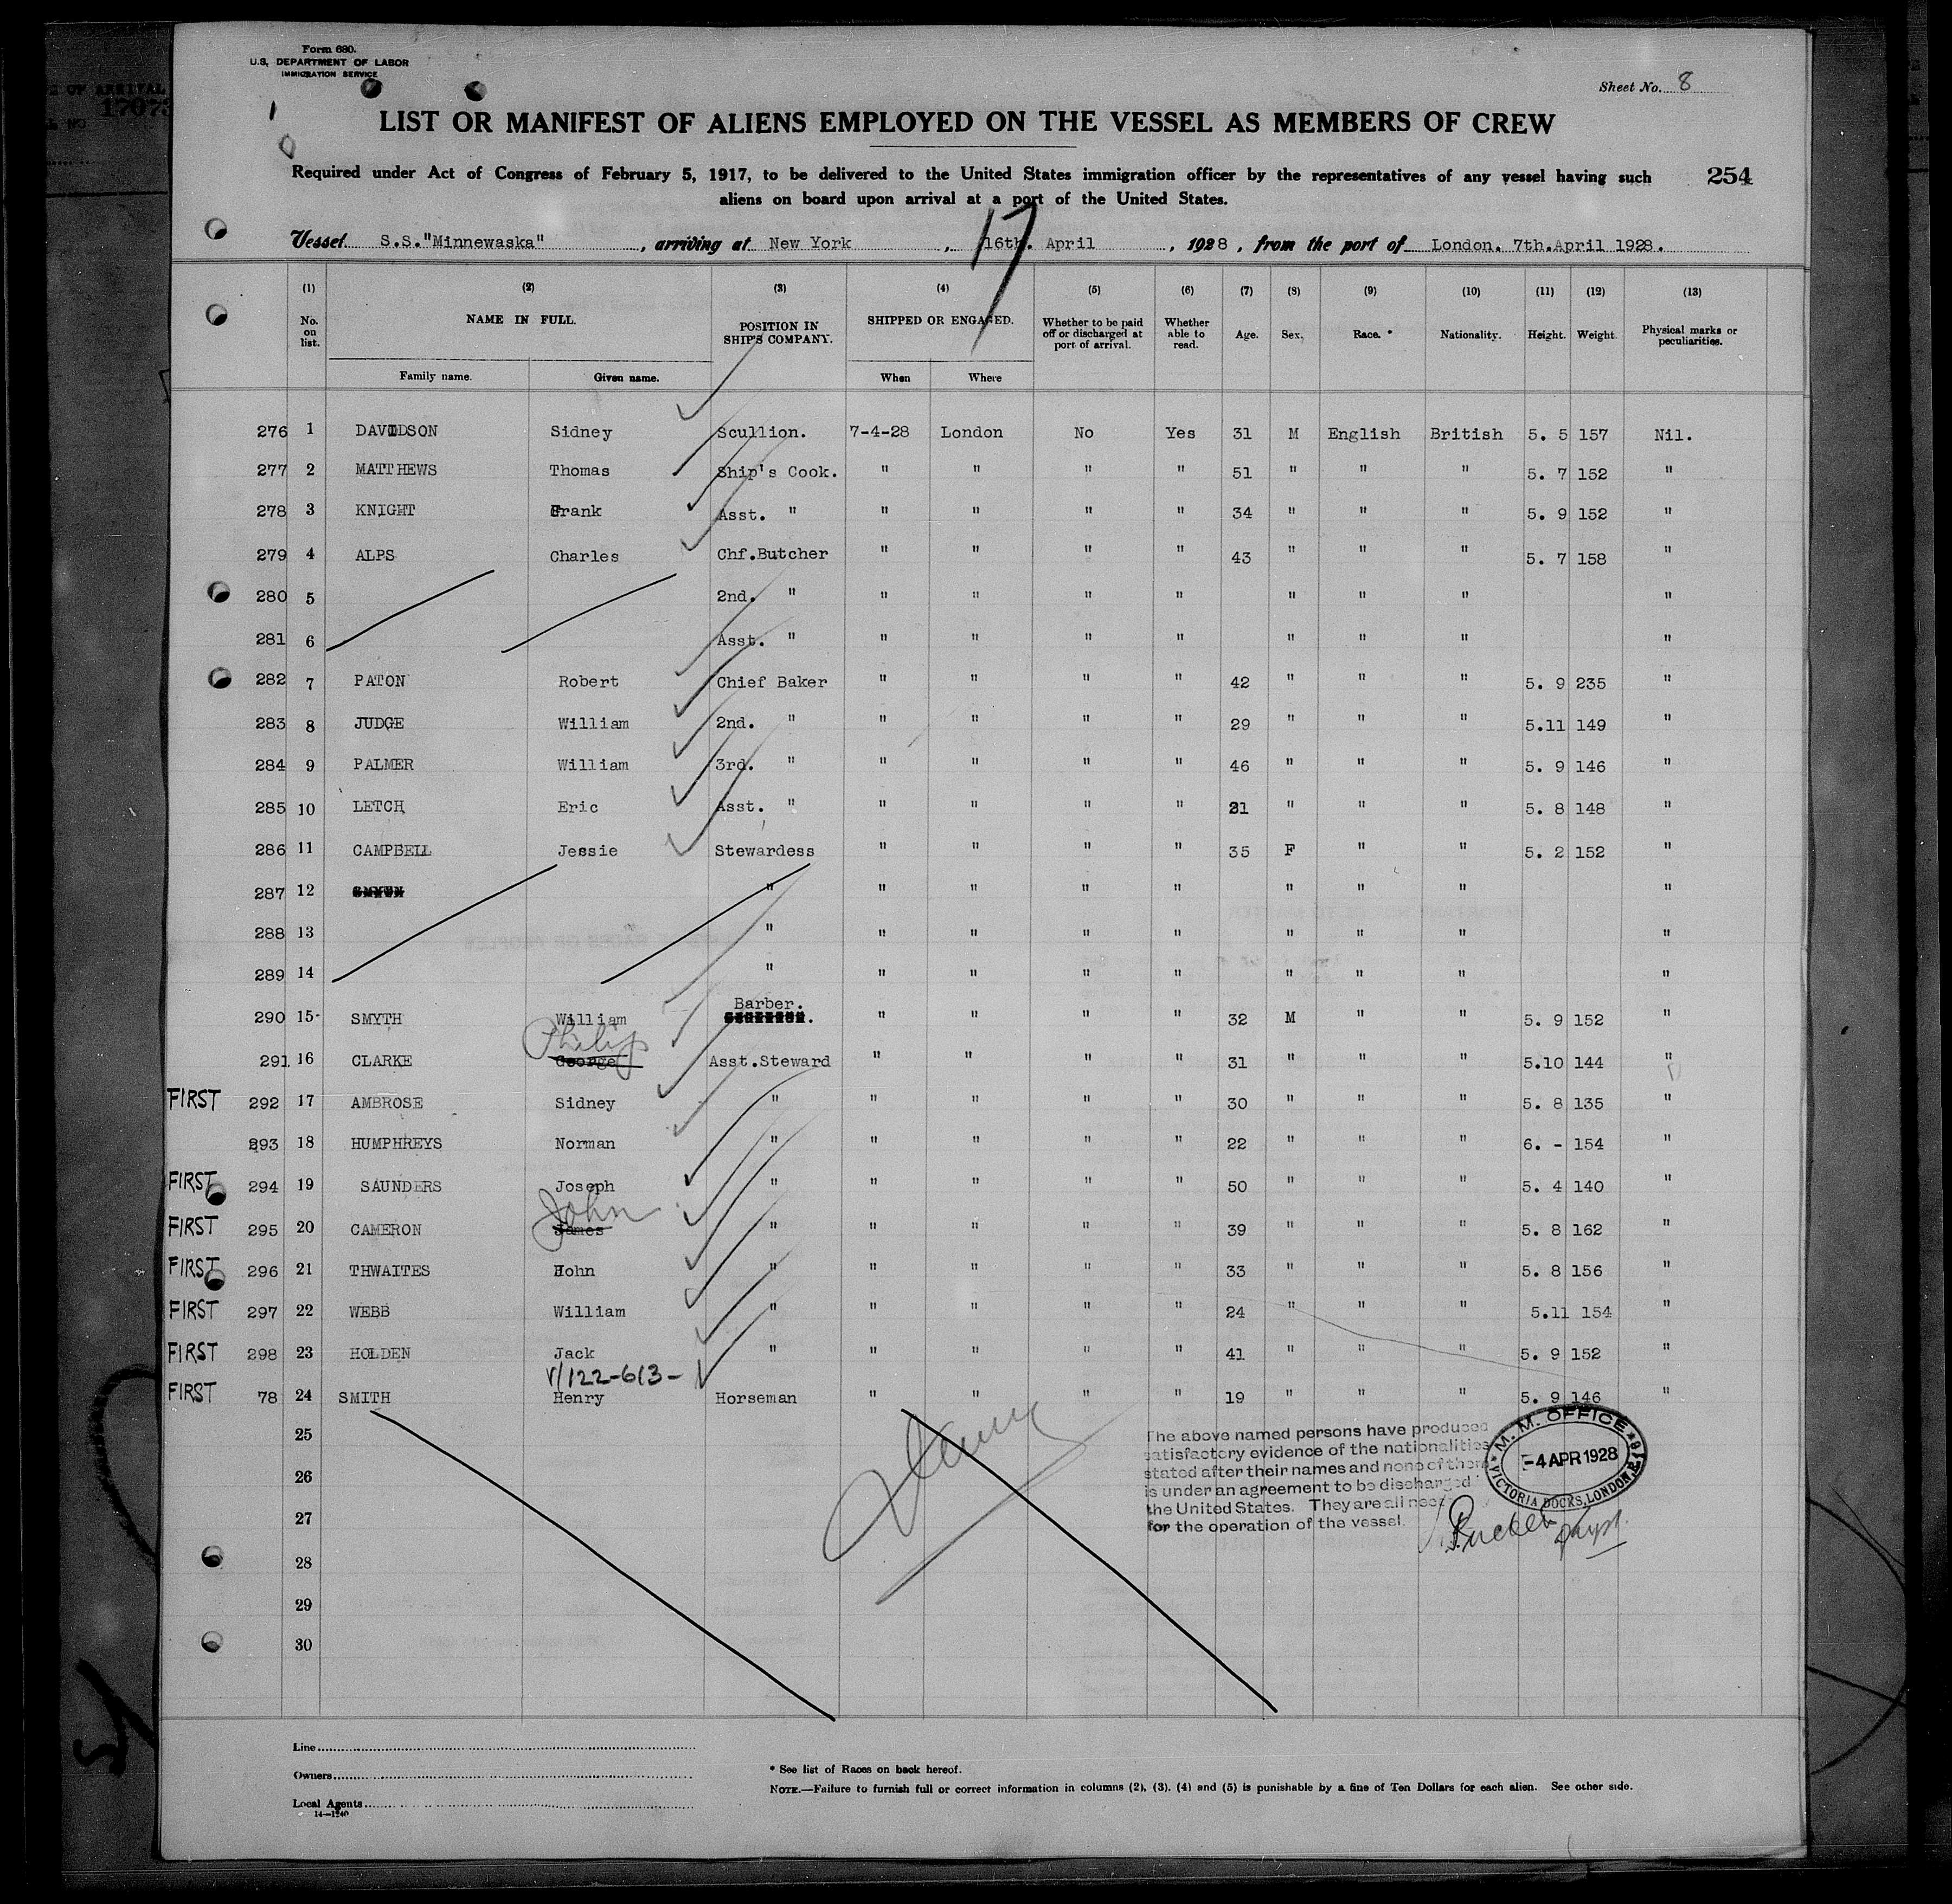 Form 680.
U.S. DEPARTMENT OF LABOR
IMMIGRATION SERVICE
OF ARRIVAL
17073
Sheet No. 8
LIST OR MANIFEST OF ALIENS EMPLOYED ON THE VESSEL AS MEMBERS OF CREW
Required under Act of Congress of February 5, 1917, to be delivered to the United States immigration officer by the representatives of any vessel having such
aliens on board upon arrival at a port of the United States.
254
17
Vessel S.S."Minnewaska", arriving at New York, 16th. April, 1928, from the port of London. 7th.April 1928.
(1) (2) (3) (4) (5) (6) (7) (8) (9) (10) (11) (12) (13)
No. on list. NAME IN FULL. POSITION IN SHIP'S COMPANY. SHIPPED OR ENGAGED. Whether to be paid off or discharged at port of arrival. Whether able to read. Age. Sex. Race. * Nationality. Height. Weight. Physical marks or peculiarities.
Family name. Given name. When Where
276 1 DAVIDSON Sidney Scullion. 7-4-28 London No Yes 31 M English British 5. 5 157 Nil.
277 2 MATTHEWS Thomas Ship's Cook. " " " " 51 " " " 5. 7 152 "
278 3 KNIGHT Frank Asst. " " " " " 34 " " " 5. 9 152 "
279 4 ALPS Charles Chf.Butcher " " " " 43 " " " 5. 7 158 "
280 5 2nd. " " " " " " " " "
281 6 Asst. " " " " " " " " "
282 7 PATON Robert Chief Baker " " " " 42 " " " 5. 9 235 "
283 8 JUDGE William 2nd. " " " " " 29 " " " 5.11 149 "
284 9 PALMER William 3rd. " " " " " 46 " " " 5. 9 146 "
285 10 LETCH Eric Asst. " " " " " 21 " " " 5. 8 148 "
286 11 CAMPBELL Jessie Stewardess " " " " 35 F " " 5. 2 152 "
287 12 " " " " " " " " "
288 13 " " " " " " " " "
289 14 " " " " " " " " "
290 15 SMYTH William Barber. " " " " 32 M " " 5. 9 152 "
Philip
291. 16 CLARKE George Asst.Steward " " " " 31 " " " 5.10 144 "
FIRST 292 17 AMBROSE Sidney " " " " " 30 " " " 5. 8 135 "
293 18 HUMPHREYS Norman " " " " " 22 " " " 6. - 154 "
FIRST 294 19 SAUNDERS Joseph " " " " " 50 " " " 5. 4 140 "
John
FIRST 295 20 CAMERON James " " " " " 39 " " " 5. 8 162 "
FIRST 296 21 THWAITES John " " " " " 33 " " " 5. 8 156 "
FIRST 297 22 WEBB William " " " " " 24 " " " 5.11 154 "
FIRST 298 23 HOLDEN Jack " " " " " 41 " " " 5. 9 152 "
V/122-613-
FIRST 78 24 SMITH Henry Horseman " " " " 19 " " " 5. 9 146 "
25
26
27
28
29
30
The above named persons have produced
satisfactory evidence of the nationalities
stated after their names and none of them
is under an agreement to be discharged
the United States. They are all
for the operation of the vessel.
M. M. OFFICE
-4 APR 1928
VICTORIA DOCKS, LONDON, E.
Line
Owners
Local Agents
14—1240
* See list of Races on back hereof.
NOTE.—Failure to furnish full or correct information in columns (2), (3), (4) and (5) is punishable by a fine of Ten Dollars for each alien. See other side.